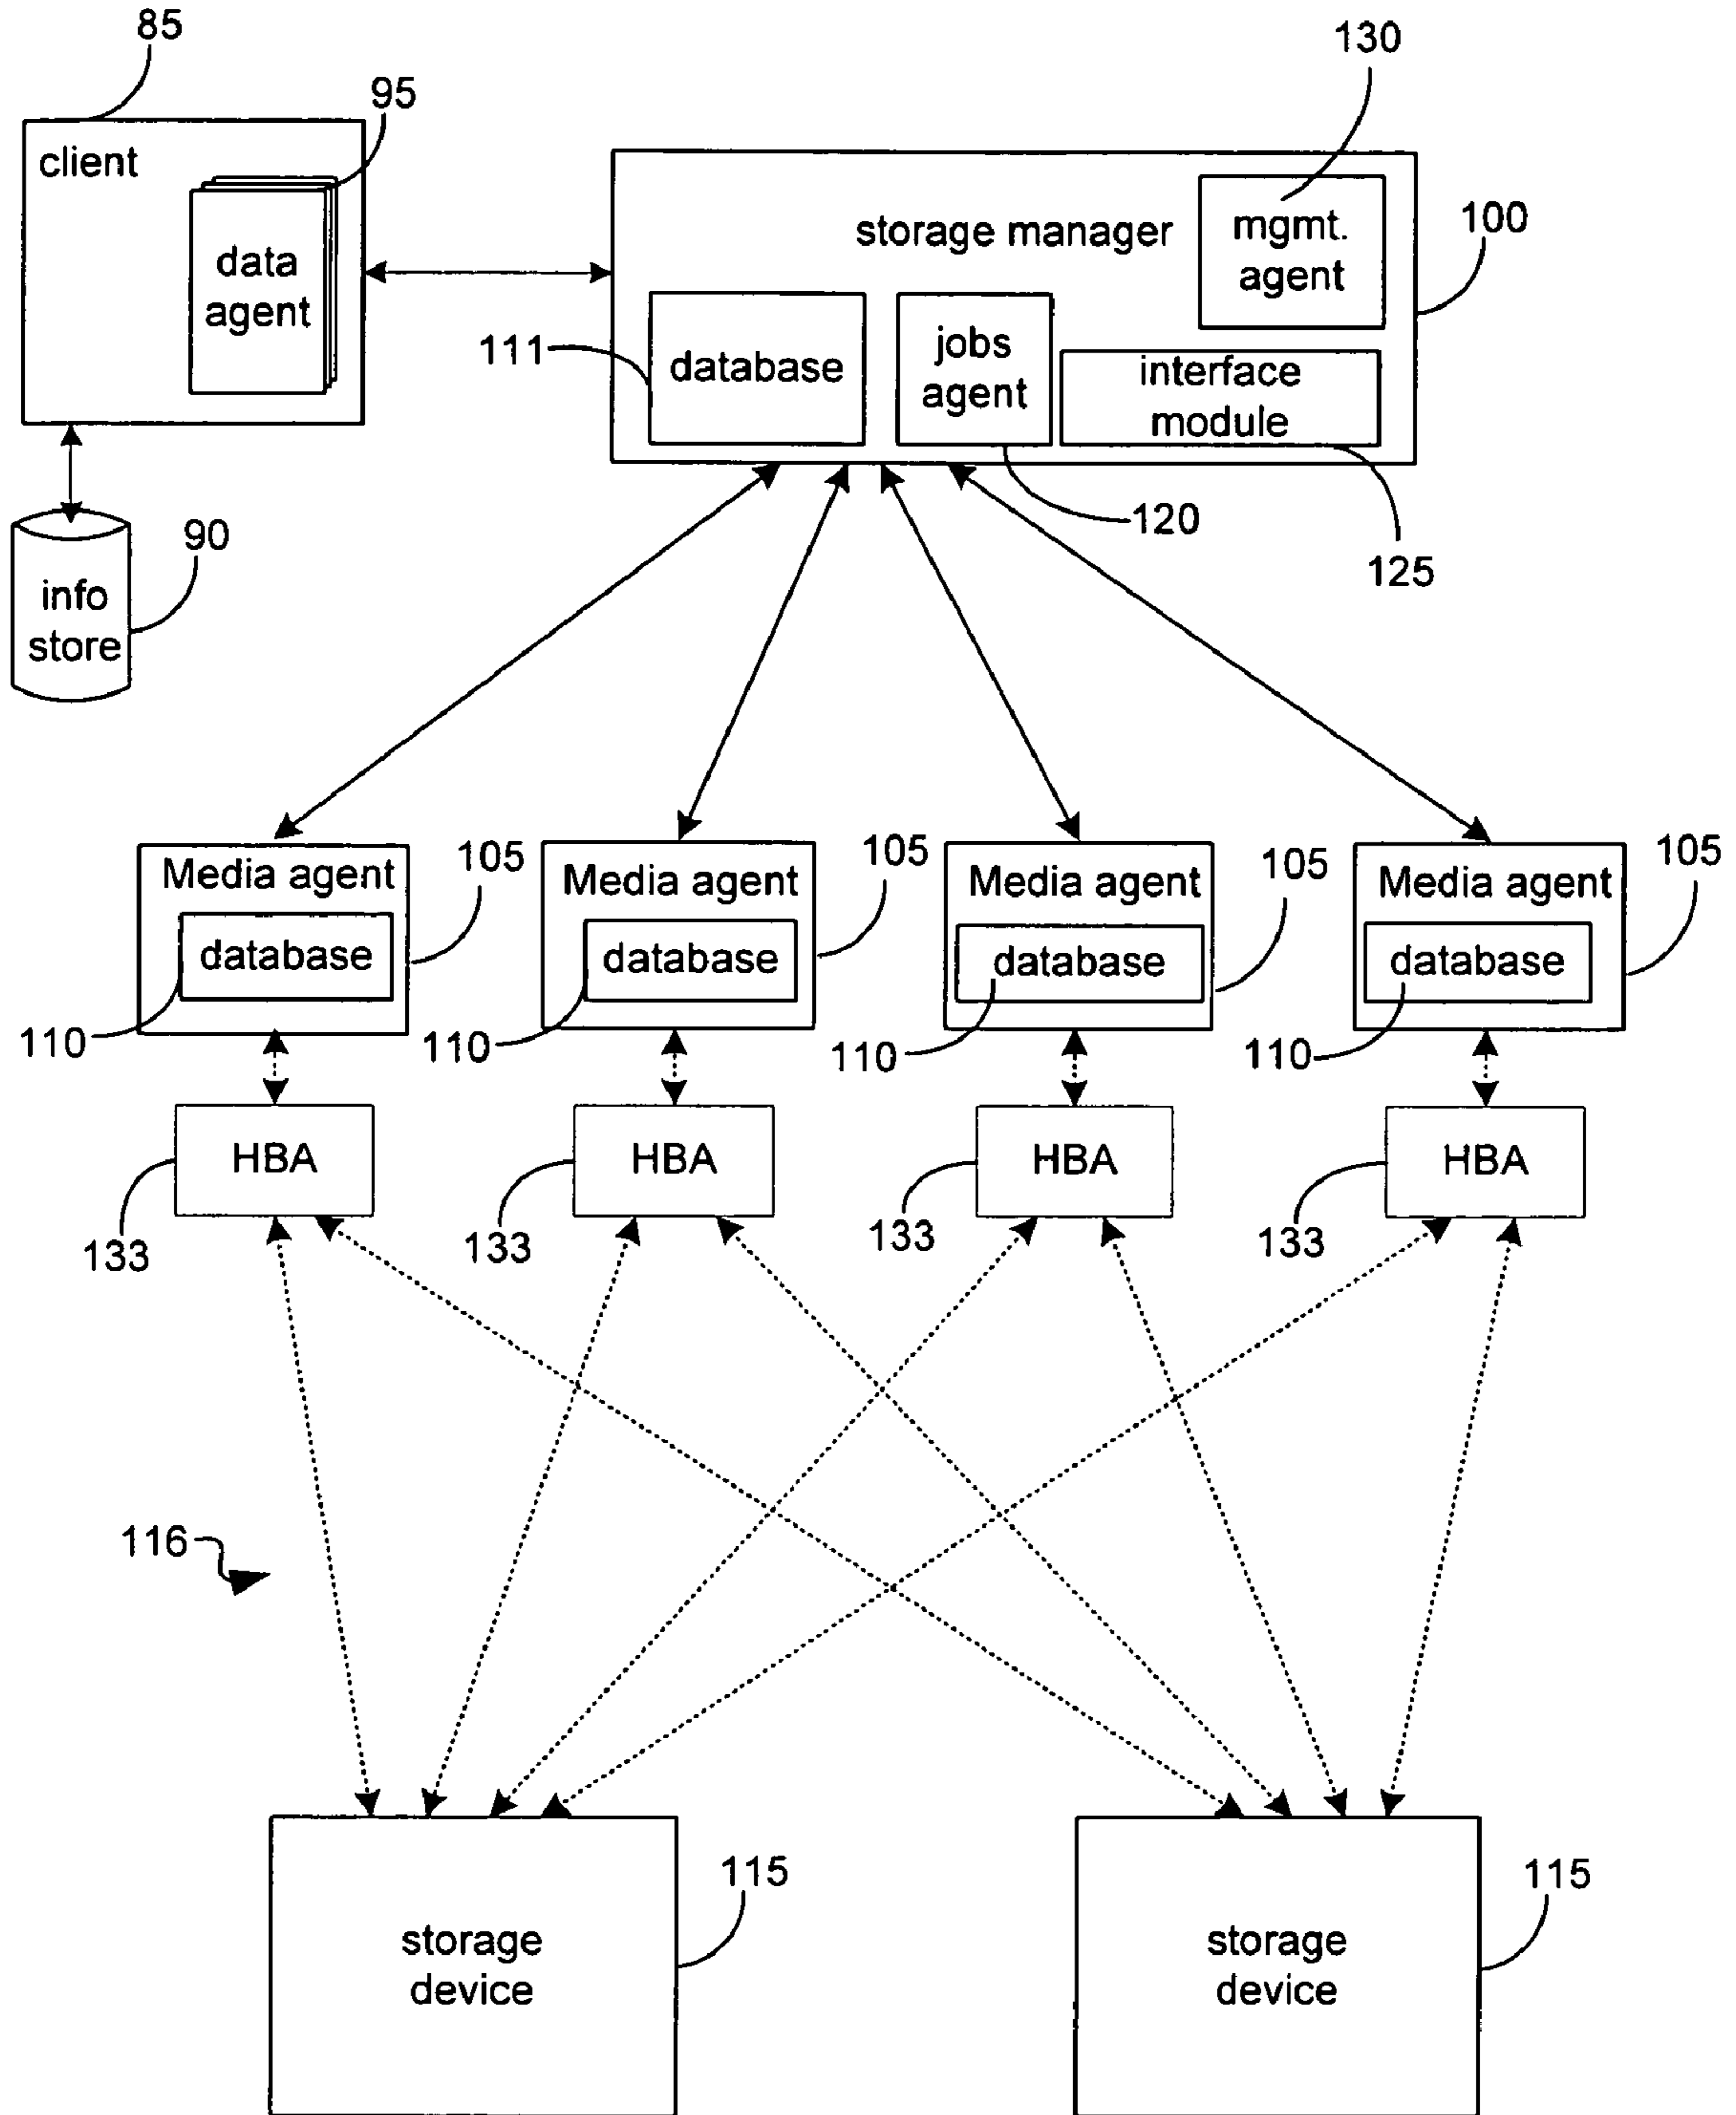 85
130
95
client
100
storage manager
mgmt.
agent
data
agent
111
database
jobs
agent
interface
module
120
90
125
info
store
105
105
105
105
Media agent
Media agent
Media agent
Media agent
database
database
database
database
110
110
110
110
HBA
HBA
HBA
HBA
133
133
133
133
116
115
115
storage
device
storage
device